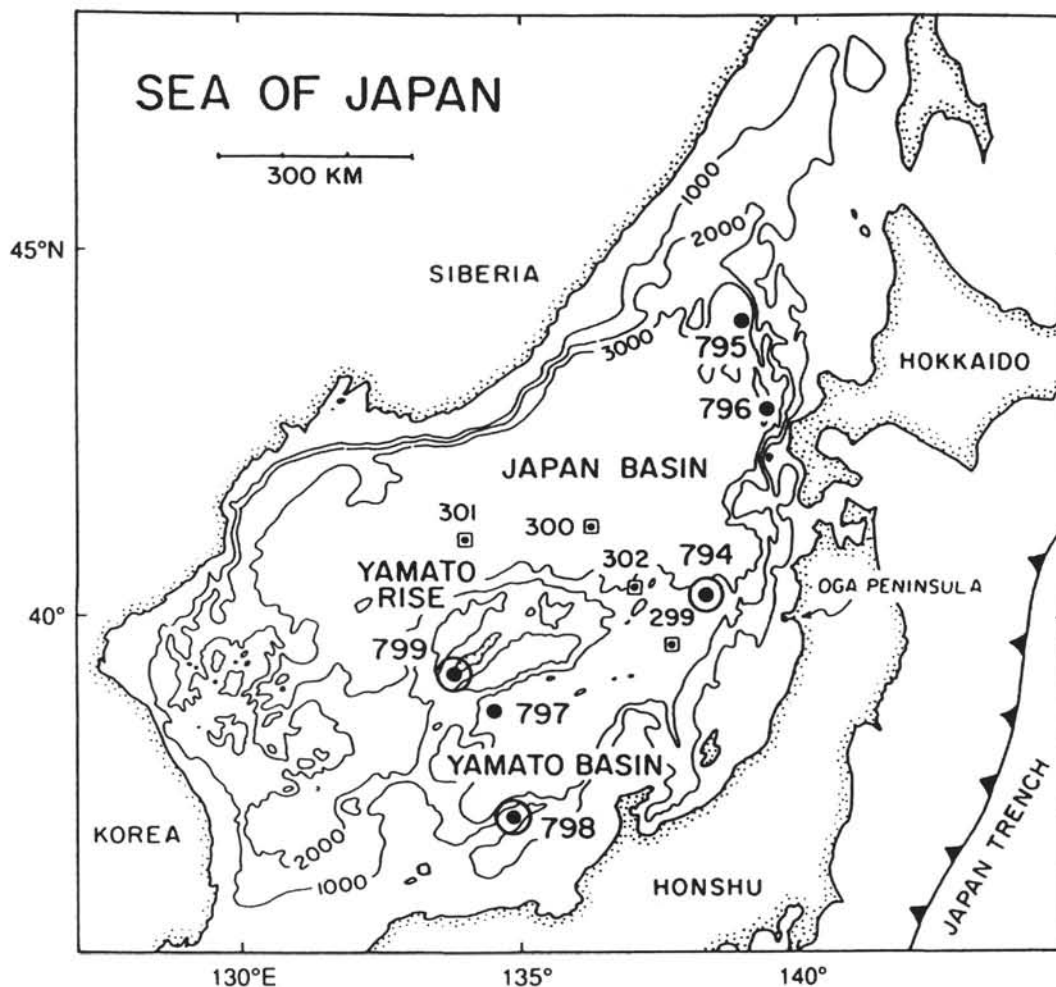 SEA OF JAPAN
300 KM
45°N
40°
130°E
135°
140°
SIBERIA
1000
2000
3000
795
796
HOKKAIDO
JAPAN BASIN
301
300
302
794
YAMATO
RISE
299
OGA PENINSULA
799
797
YAMATO BASIN
798
KOREA
2000
1000
HONSHU
JAPAN TRENCH